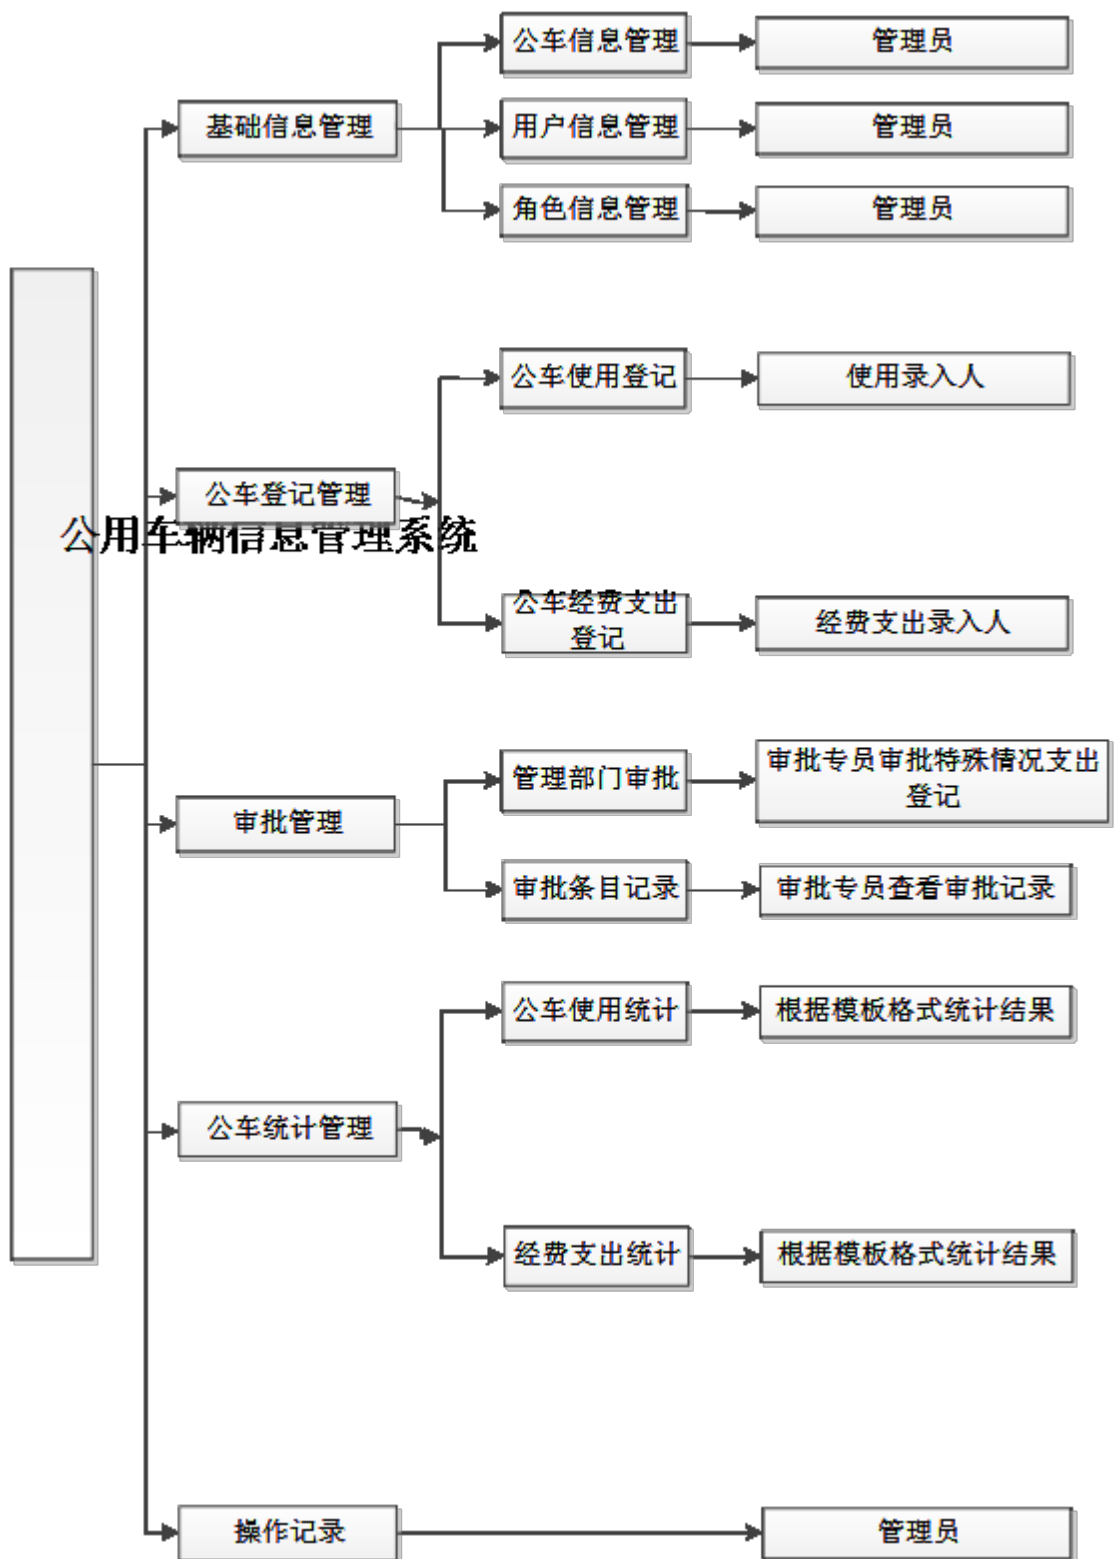 公车信息管理
管理员
基础信息管理
用户信息管理
管理员
角色信息管理
管理员
公车使用登记
使用录入人
公车登记管理
公用车辆信息管理系统
公车经费支出
登记
经费支出录入人
管理部门审批
审批专员审批特殊情况支出
登记
审批管理
审批条目记录
审批专员查看审批记录
公车使用统计
根据模板格式统计结果
公车统计管理
经费支出统计
根据模板格式统计结果
操作记录
管理员